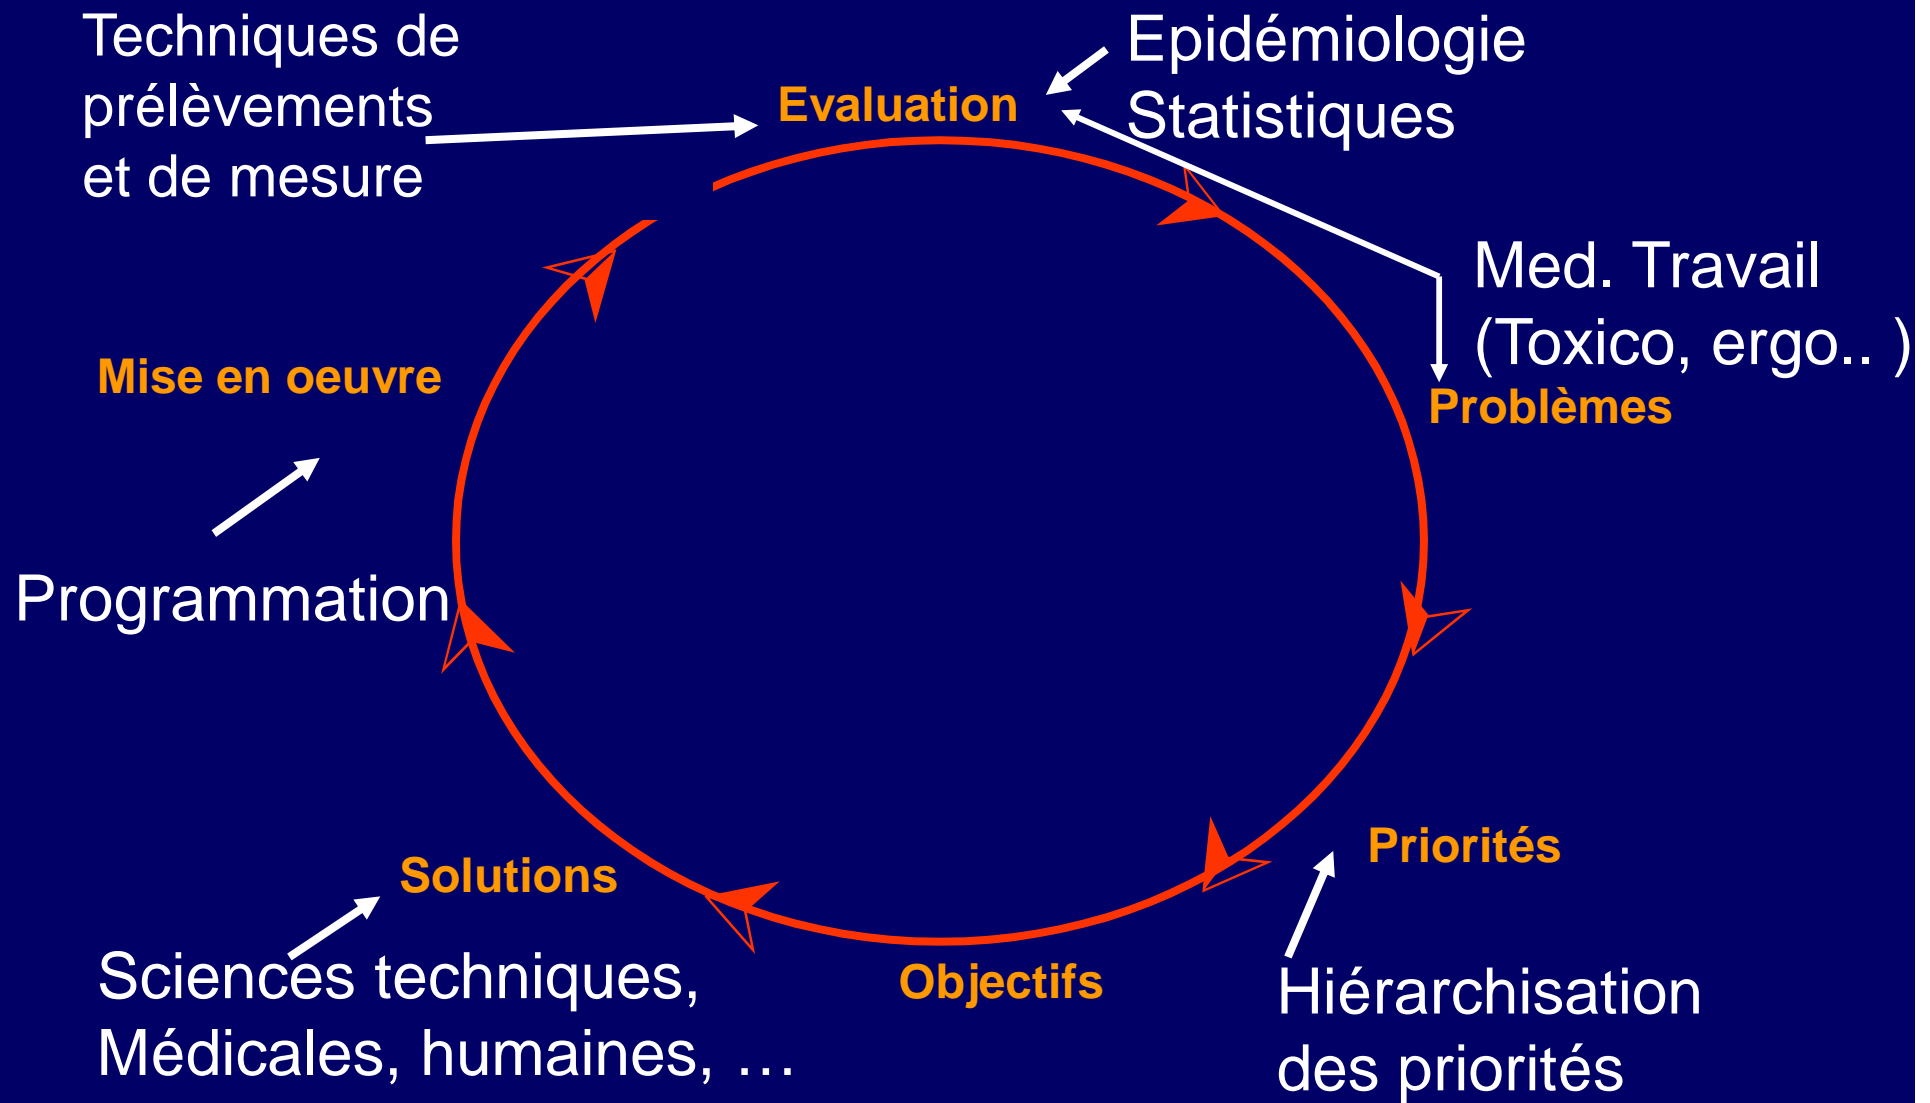 Techniques de
prélèvements
et de mesure
Evaluation
Epidémiologie
Statistiques
Med. Travail
(Toxico, ergo.. )
Problèmes
Mise en oeuvre
Programmation
Priorités
Hiérarchisation
des priorités
Objectifs
Solutions
Sciences techniques,
Médicales, humaines, …